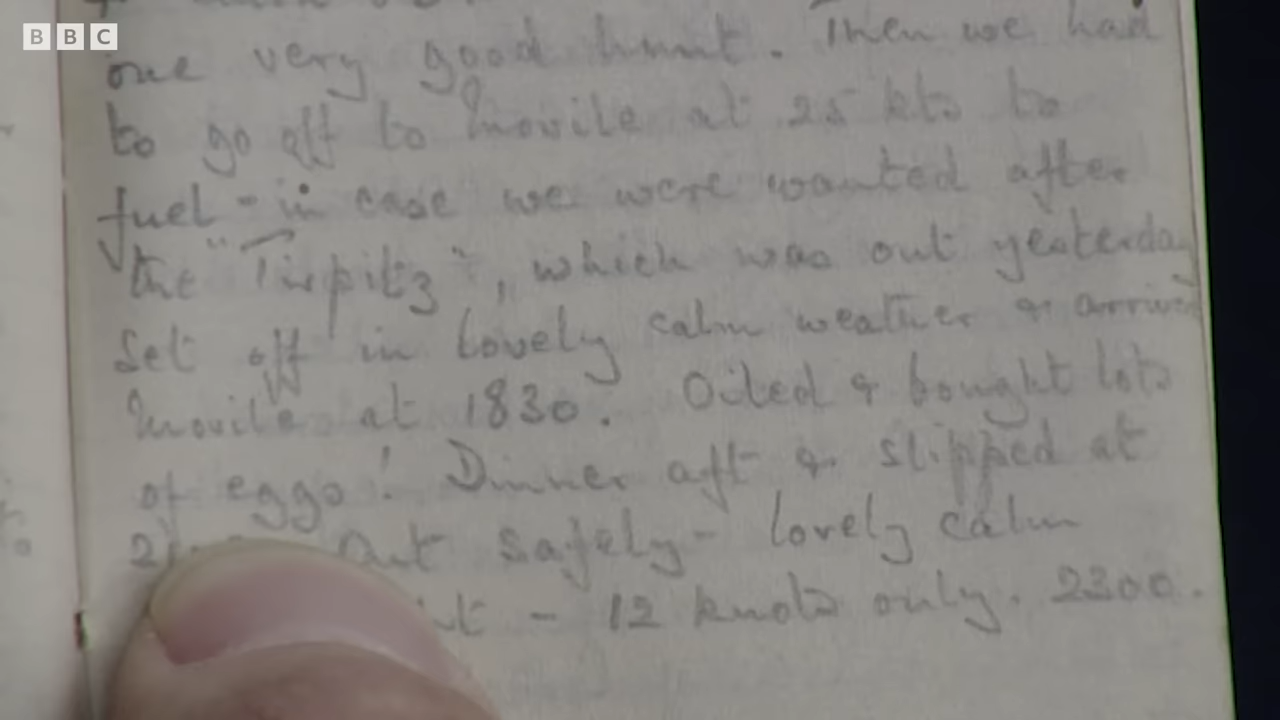 BBC
one very good hunt. Then we had
to go off to Movile at 25 kts to
fuel - in case we were wanted after
the "Tirpitz", which was out yesterday
Set off in lovely calm weather & arrived
Movile at 1830. Oiled & bought lots
of eggs! Dinner aft & slipped at
Out safely - lovely calm
- 12 knots only. 2300.